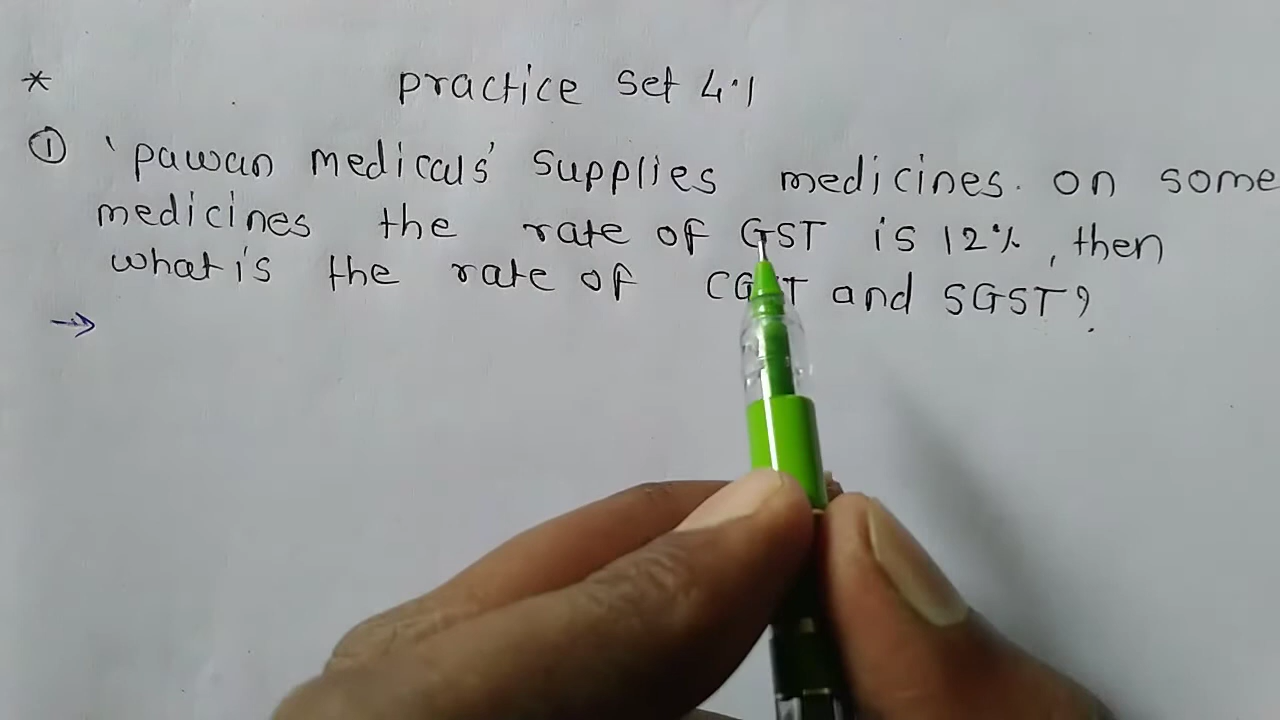 * practice set 4.1
① 'pawan medicals' supplies medicines. on some
medicines the rate of GST is 12%, then
what is the rate of CGST and SGST?
→